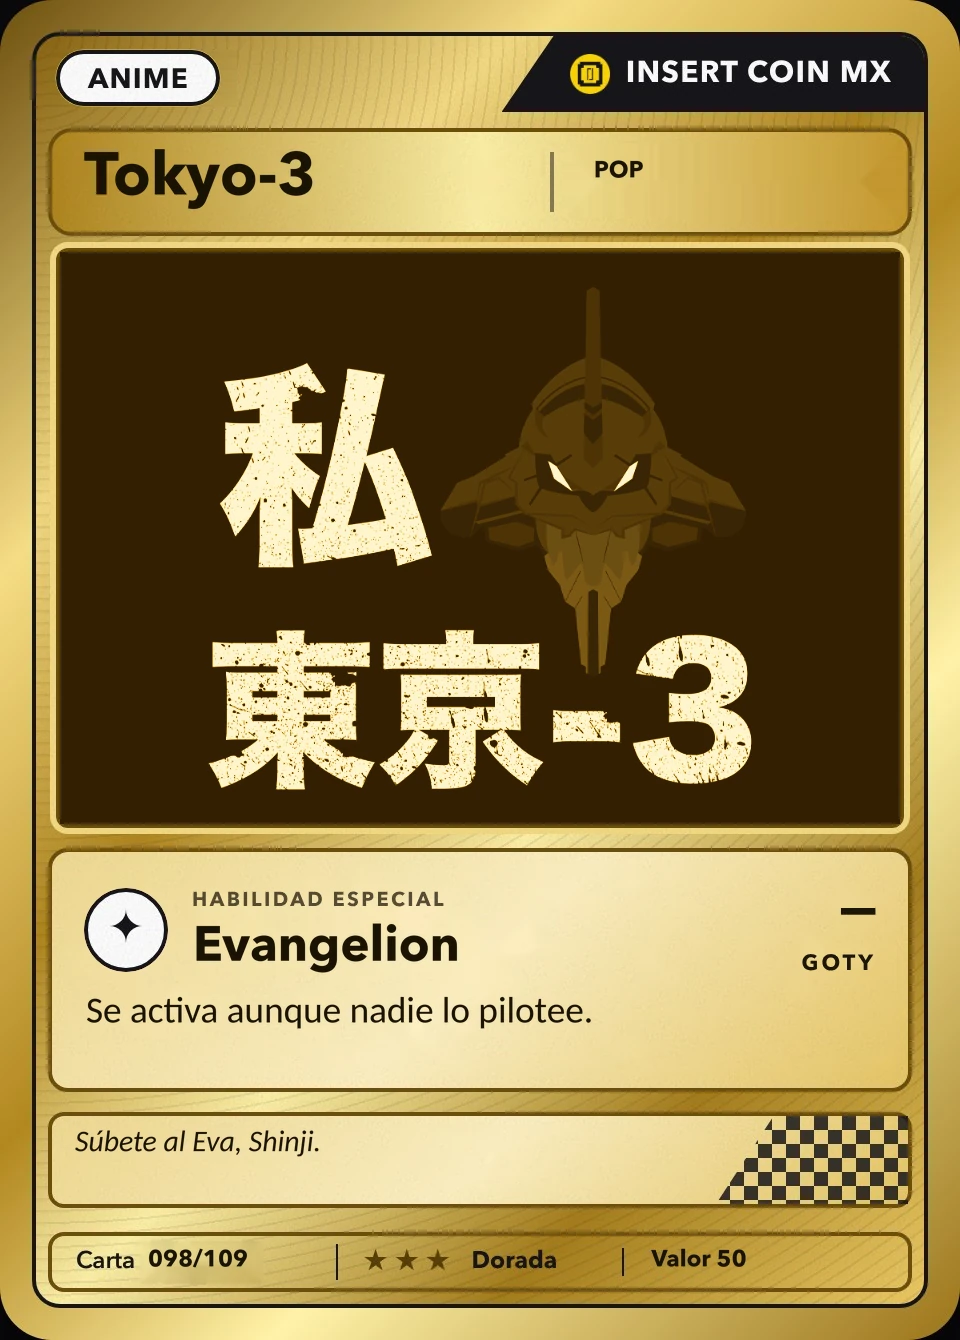 ANIME
INSERT COIN MX
Tokyo-3
POP
私
東京-3
HABILIDAD ESPECIAL
Evangelion
—
GOTY
Se activa aunque nadie lo pilotee.
Súbete al Eva, Shinji.
Carta 098/109 ★★★ Dorada Valor 50